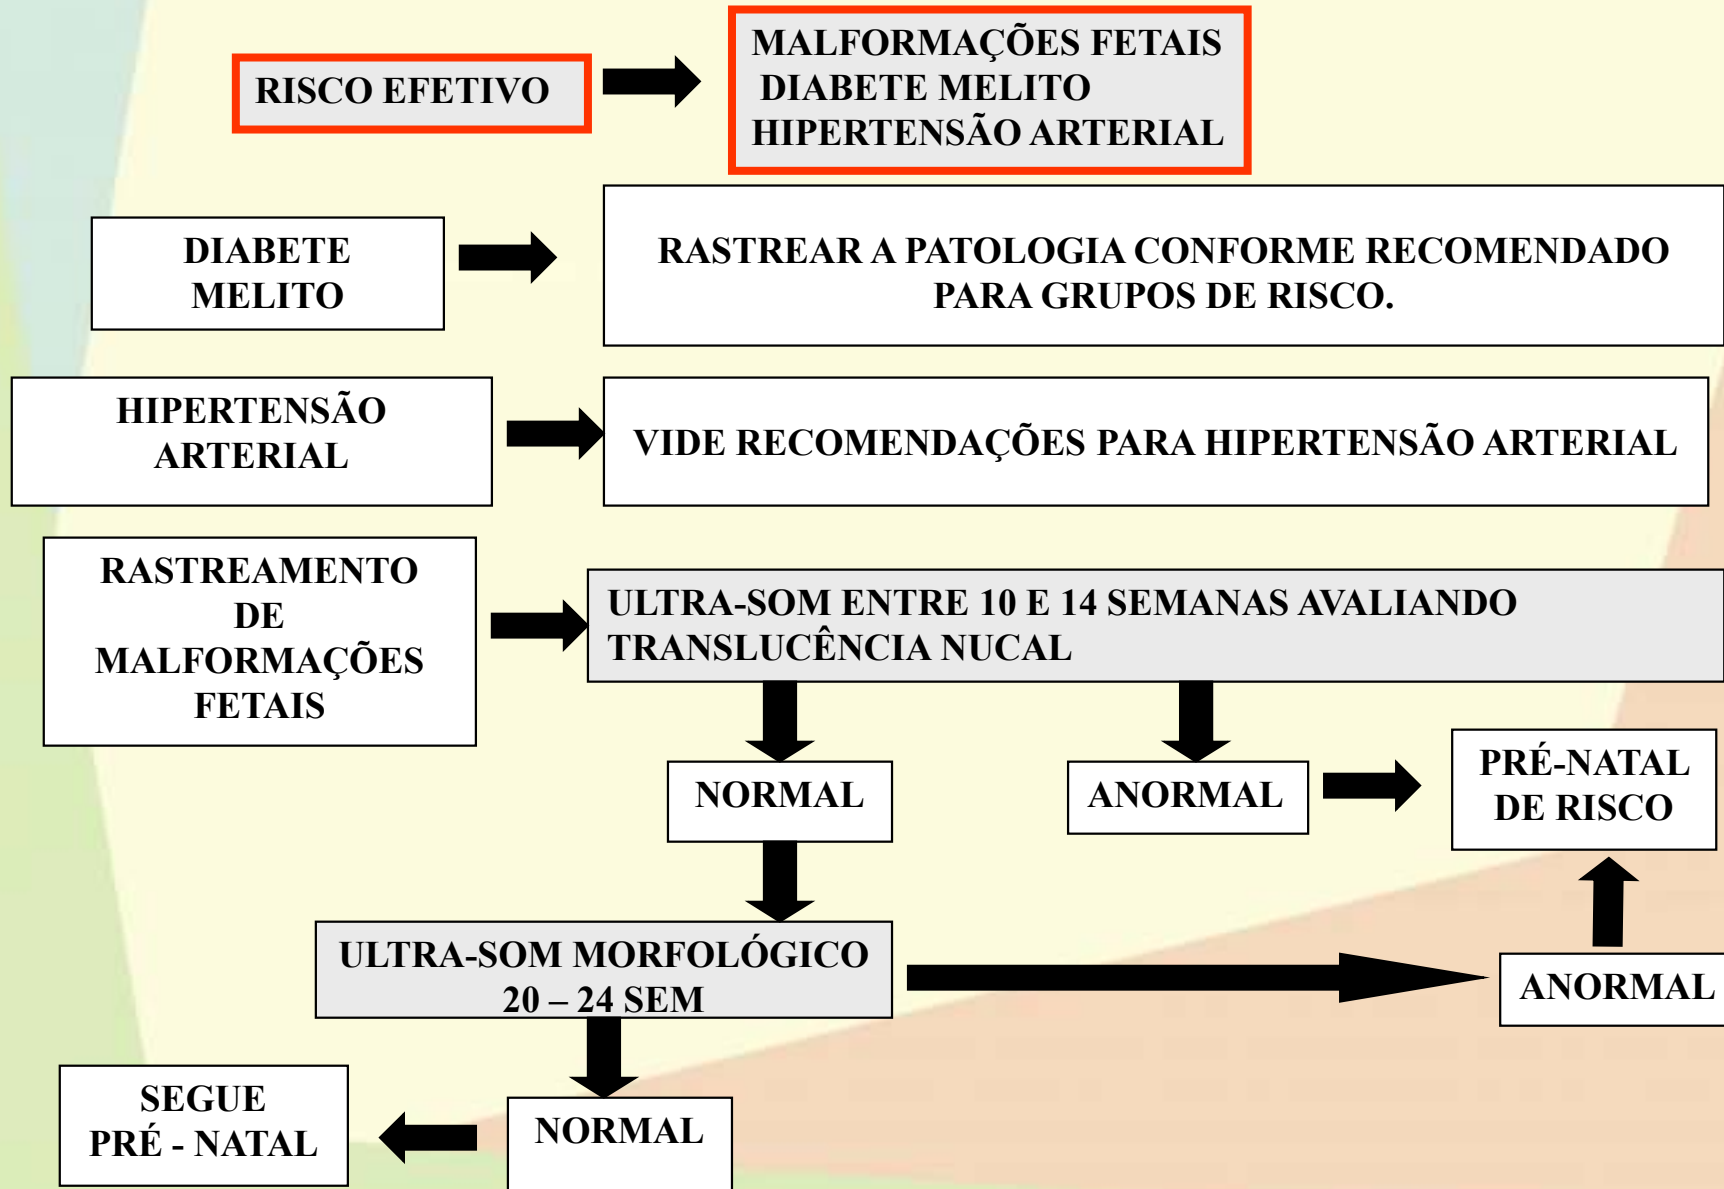 RISCO EFETIVO
MALFORMAÇÕES FETAIS
DIABETE MELITO
HIPERTENSÃO ARTERIAL
DIABETE
MELITO
RASTREAR A PATOLOGIA CONFORME RECOMENDADO
PARA GRUPOS DE RISCO.
HIPERTENSÃO
ARTERIAL
VIDE RECOMENDAÇÕES PARA HIPERTENSÃO ARTERIAL
RASTREAMENTO
DE
MALFORMAÇÕES
FETAIS
ULTRA-SOM ENTRE 10 E 14 SEMANAS AVALIANDO
TRANSLUCÊNCIA NUCAL
NORMAL
ANORMAL
PRÉ-NATAL
DE RISCO
ULTRA-SOM MORFOLÓGICO
20 – 24 SEM
ANORMAL
SEGUE
PRÉ - NATAL
NORMAL